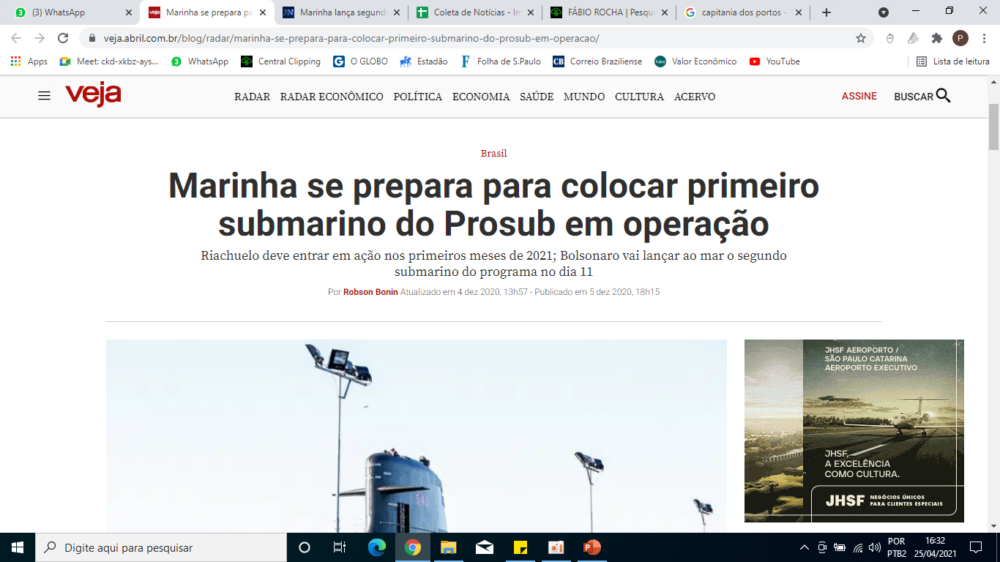 (3) WhatsApp
Marinha se prepara pa
Marinha lança segund
Coleta de Notícias - Im
FÁBIO ROCHA | Pesqui
capitania dos portos -
veja.abril.com.br/blog/radar/marinha-se-prepara-para-colocar-primeiro-submarino-do-prosub-em-operacao/
P
Apps
Meet: ckd-xkbz-ays...
3 WhatsApp
Central Clipping
G O GLOBO
Estadão
F Folha de S.Paulo
CB Correio Braziliense
Valor Econômico
YouTube
Lista de leitura
veja
RADAR RADAR ECONÔMICO POLÍTICA ECONOMIA SAÚDE MUNDO CULTURA ACERVO
ASSINE
BUSCAR
Brasil
Marinha se prepara para colocar primeiro
submarino do Prosub em operação
Riachuelo deve entrar em ação nos primeiros meses de 2021; Bolsonaro vai lançar ao mar o segundo
submarino do programa no dia 11
Por Robson Bonin Atualizado em 4 dez 2020, 13h57 - Publicado em 5 dez 2020, 18h15
JHSF AEROPORTO /
SÃO PAULO CATARINA
AEROPORTO EXECUTIVO
JHSF,
A EXCELÊNCIA
COMO CULTURA.
JHSF NEGÓCIOS ÚNICOS
PARA CLIENTES ESPECIAIS
Digite aqui para pesquisar
POR
PTB2
16:32
25/04/2021